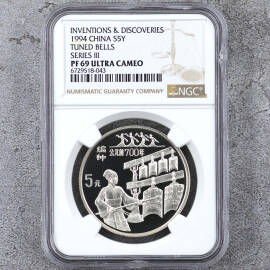 INVENTIONS & DISCOVERIES
1994 CHINA S5Y
TUNED BELLS
SERIES III
PF 69 ULTRA CAMEO
6729518-043
NUMISMATIC GUARANTY COMPANY
NGC
公元前700年
编钟
5元